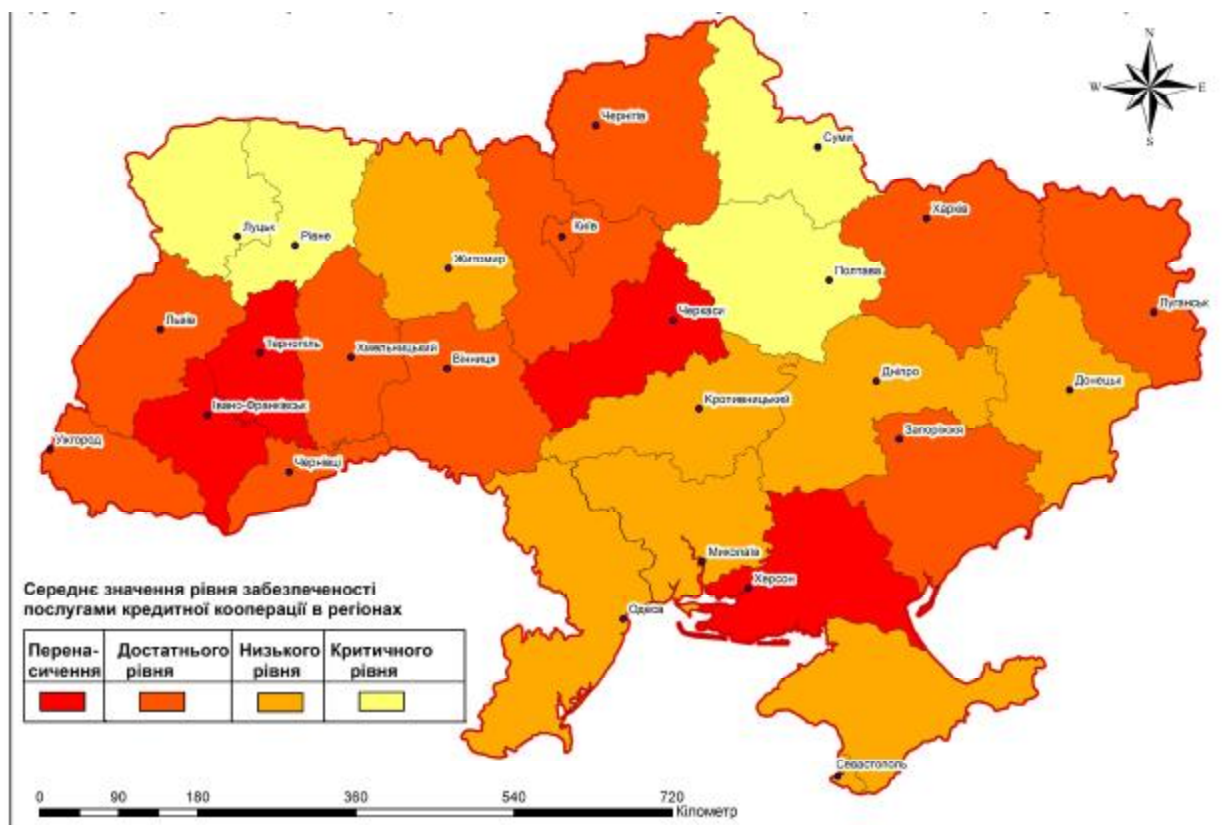 N
W E
S
Чернігів
Суми
Луцьк
Рівне
Київ
Харків
Житомир
Полтава
Львів
Черкаси
Луганськ
Тернопіль
Хмельницький
Вінниця
Дніпро
Донецьк
Івано-Франківськ
Кропивницький
Ужгород
Запоріжжя
Чернівці
Миколаїв
Херсон
Одеса
Севастополь
Середнє значення рівня забезпеченості
послугами кредитної кооперації в регіонах
Перена- Достатнього Низького Критичного
сичення рівня рівня рівня
0 90 180 360 540 720
Кілометр